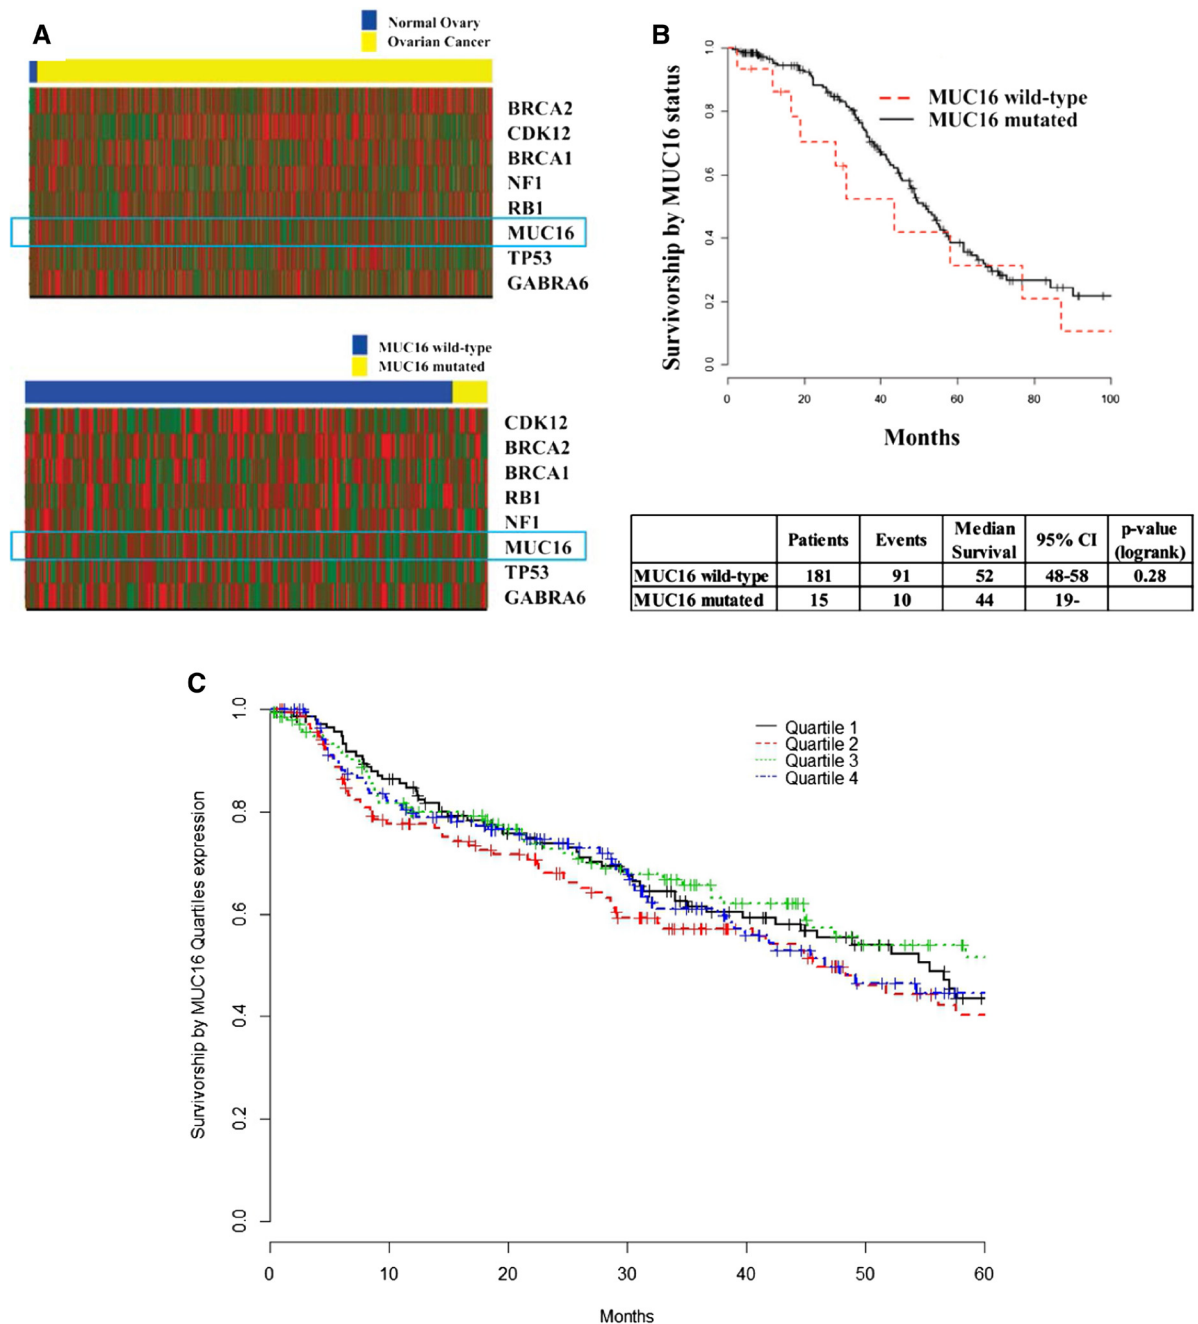 A
Normal Ovary
Ovarian Cancer
BRCA2
CDK12
BRCA1
NF1
RB1
MUC16
TP53
GABRA6
MUC16 wild-type
MUC16 mutated
CDK12
BRCA2
BRCA1
RB1
NF1
MUC16
TP53
GABRA6
B
Survivorship by MUC16 status
1.0
0.8
0.6
0.4
0.2
0.0
MUC16 wild-type
MUC16 mutated
0 20 40 60 80 100
Months
Patients Events Median Survival 95% CI p-value (logrank)
MUC16 wild-type 181 91 52 48-58 0.28
MUC16 mutated 15 10 44 19-
C
Survivorship by MUC16 Quartiles expression
1.0
0.8
0.6
0.4
0.2
0.0
Quartile 1
Quartile 2
Quartile 3
Quartile 4
0 10 20 30 40 50 60
Months